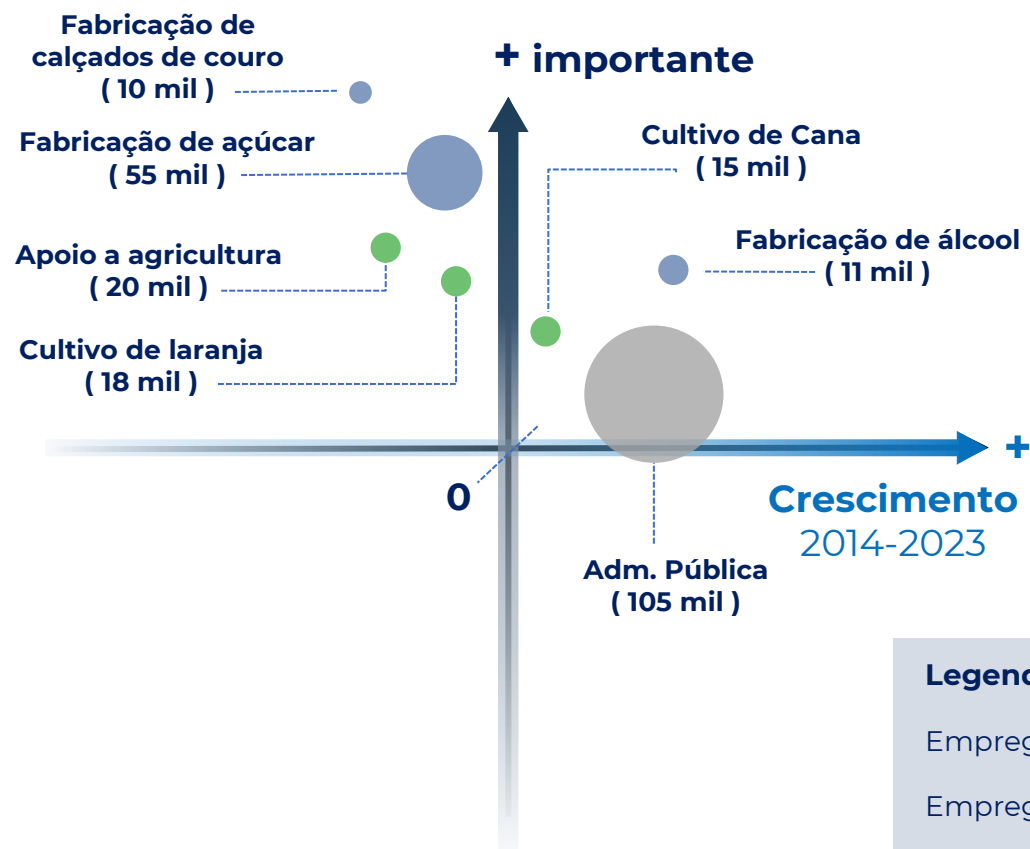 Fabricação de
calçados de couro
( 10 mil )
+ importante
Fabricação de açúcar
( 55 mil )
Cultivo de Cana
( 15 mil )
Apoio a agricultura
( 20 mil )
Fabricação de álcool
( 11 mil )
Cultivo de laranja
( 18 mil )
+
0
Crescimento
2014-2023
Adm. Pública
( 105 mil )